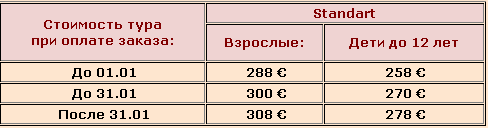 Стоимость тура
при оплате заказа:
Standart
Взрослые:
Дети до 12 лет
До 01.01
288 €
258 €
До 31.01
300 €
270 €
После 31.01
308 €
278 €